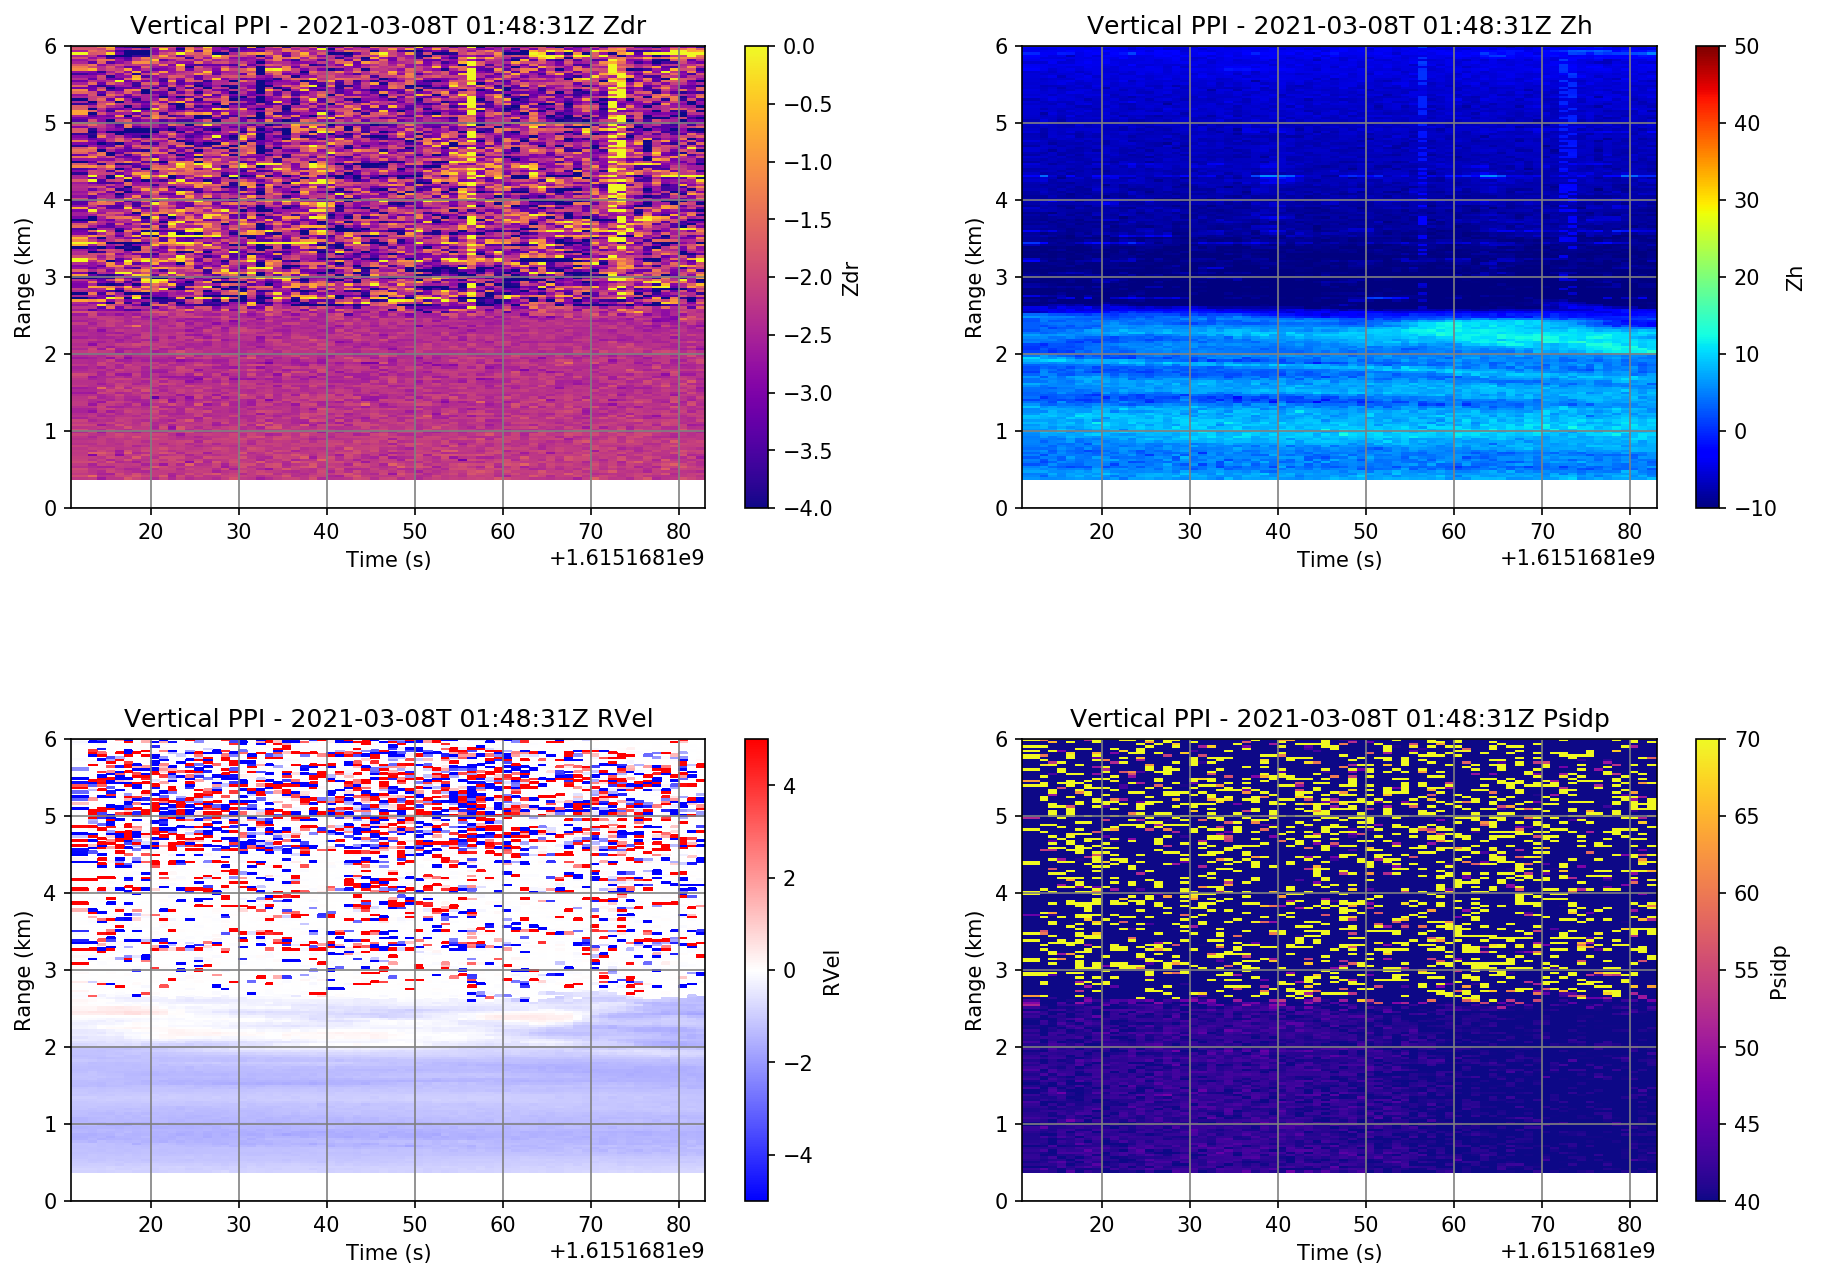 Vertical PPI - 2021-03-08T 01:48:31Z Zdr
6
5
4
3
2
1
0
Range (km)
20 30 40 50 60 70 80
Time (s)
+1.6151681e9
0.0
−0.5
−1.0
−1.5
−2.0
−2.5
−3.0
−3.5
−4.0
Zdr
Vertical PPI - 2021-03-08T 01:48:31Z Zh
6
5
4
3
2
1
0
Range (km)
20 30 40 50 60 70 80
Time (s)
+1.6151681e9
50
40
30
20
10
0
−10
Zh
Vertical PPI - 2021-03-08T 01:48:31Z RVel
6
5
4
3
2
1
0
Range (km)
20 30 40 50 60 70 80
Time (s)
+1.6151681e9
4
2
0
−2
−4
RVel
Vertical PPI - 2021-03-08T 01:48:31Z Psidp
6
5
4
3
2
1
0
Range (km)
20 30 40 50 60 70 80
Time (s)
+1.6151681e9
70
65
60
55
50
45
40
Psidp